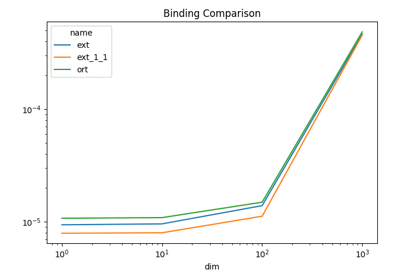 Binding Comparison
name
ext
ext_1_1
ort
10⁻⁴
10⁻⁵
10⁰ 10¹ 10² 10³
dim